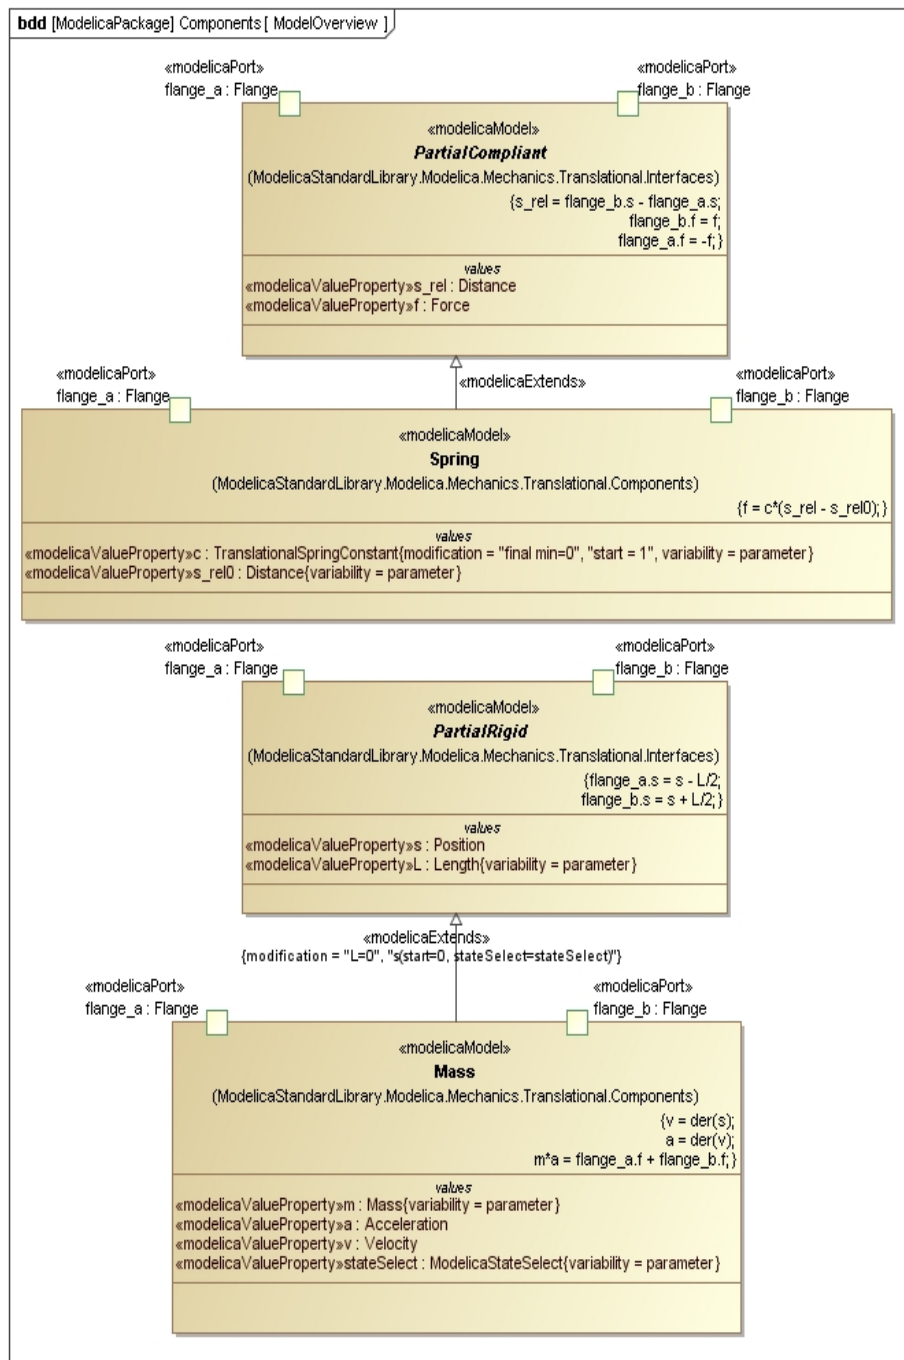 bdd [ModelicaPackage] Components [ ModelOverview ]
«modelicaPort»
flange_a : Flange
«modelicaPort»
flange_b : Flange
«modelicaModel»
PartialCompliant
(ModelicaStandardLibrary.Modelica.Mechanics.Translational.Interfaces)
{s_rel = flange_b.s - flange_a.s;
flange_b.f = f;
flange_a.f = -f; }
values
«modelicaValueProperty»s_rel : Distance
«modelicaValueProperty»f : Force
«modelicaExtends»
«modelicaPort»
flange_a : Flange
«modelicaPort»
flange_b : Flange
«modelicaModel»
Spring
(ModelicaStandardLibrary.Modelica.Mechanics.Translational.Components)
{f = c*(s_rel - s_rel0); }
values
«modelicaValueProperty»c : TranslationalSpringConstant{modification = "final min=0", "start = 1", variability = parameter}
«modelicaValueProperty»s_rel0 : Distance{variability = parameter}
«modelicaPort»
flange_a : Flange
«modelicaPort»
flange_b : Flange
«modelicaModel»
PartialRigid
(ModelicaStandardLibrary.Modelica.Mechanics.Translational.Interfaces)
{flange_a.s = s - L/2;
flange_b.s = s + L/2; }
values
«modelicaValueProperty»s : Position
«modelicaValueProperty»L : Length{variability = parameter}
«modelicaExtends»
{modification = "L=0", "s(start=0, stateSelect=stateSelect)"}
«modelicaPort»
flange_a : Flange
«modelicaPort»
flange_b : Flange
«modelicaModel»
Mass
(ModelicaStandardLibrary.Modelica.Mechanics.Translational.Components)
{v = der(s);
a = der(v);
m*a = flange_a.f + flange_b.f; }
values
«modelicaValueProperty»m : Mass{variability = parameter}
«modelicaValueProperty»a : Acceleration
«modelicaValueProperty»v : Velocity
«modelicaValueProperty»stateSelect : ModelicaStateSelect{variability = parameter}